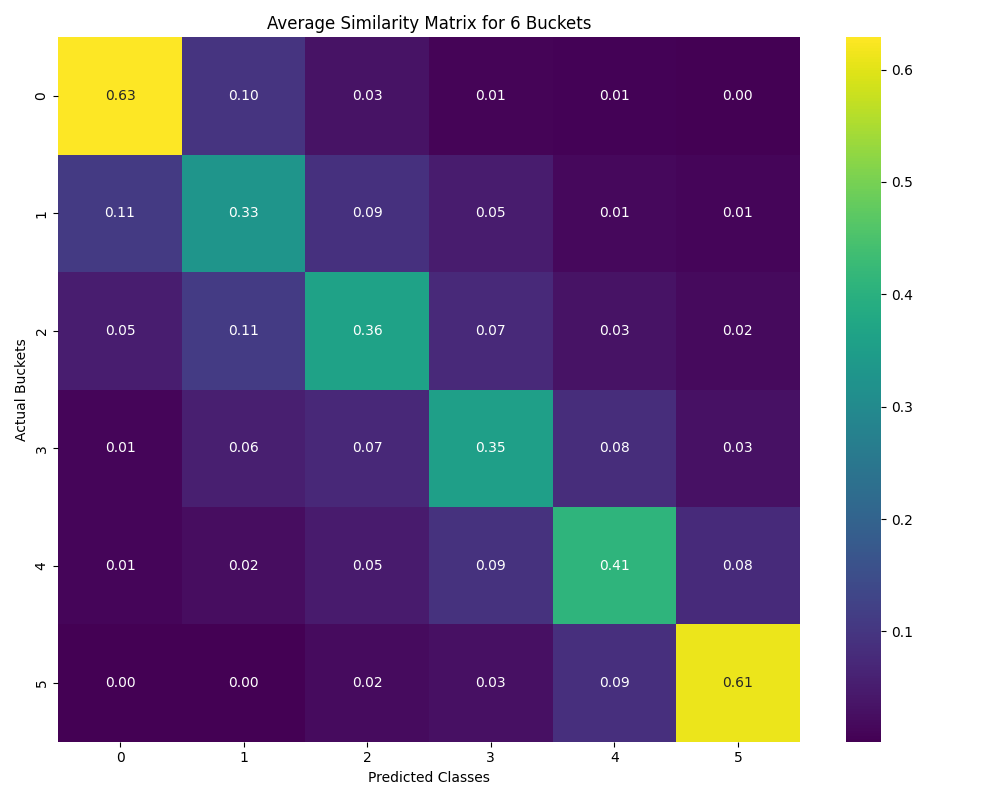 Average Similarity Matrix for 6 Buckets
0 0.63 0.10 0.03 0.01 0.01 0.00
1 0.11 0.33 0.09 0.05 0.01 0.01
2 0.05 0.11 0.36 0.07 0.03 0.02
3 0.01 0.06 0.07 0.35 0.08 0.03
4 0.01 0.02 0.05 0.09 0.41 0.08
5 0.00 0.00 0.02 0.03 0.09 0.61
0 1 2 3 4 5
Predicted Classes
Actual Buckets
0.6
0.5
0.4
0.3
0.2
0.1